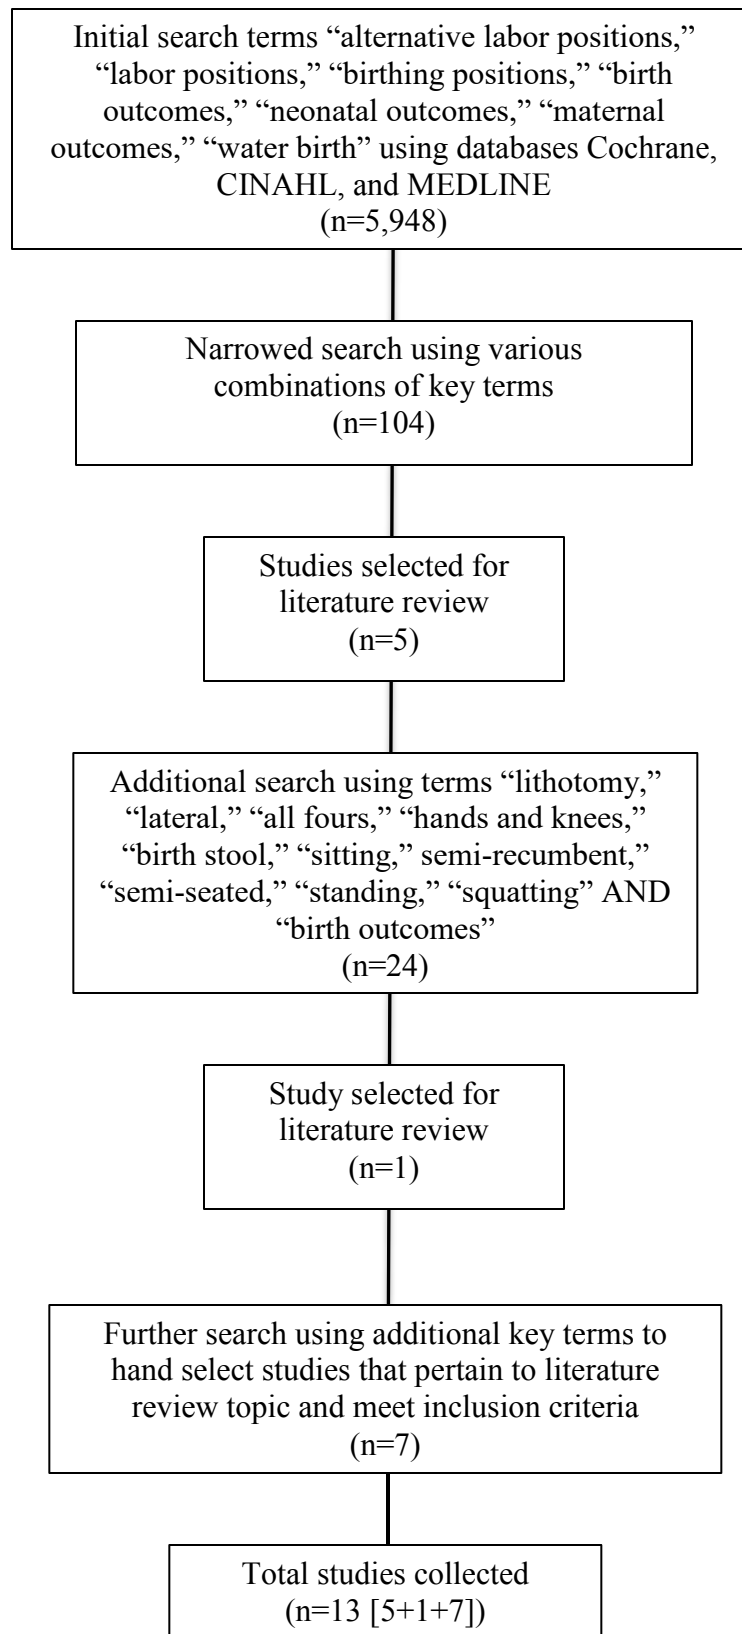 Initial search terms “alternative labor positions,”
“labor positions,” “birthing positions,” “birth
outcomes,” “neonatal outcomes,” “maternal
outcomes,” “water birth” using databases Cochrane,
CINAHL, and MEDLINE
(n=5,948)
Narrowed search using various
combinations of key terms
(n=104)
Studies selected for
literature review
(n=5)
Additional search using terms “lithotomy,”
“lateral,” “all fours,” “hands and knees,”
“birth stool,” “sitting,” semi-recumbent,”
“semi-seated,” “standing,” “squatting” AND
“birth outcomes”
(n=24)
Study selected for
literature review
(n=1)
Further search using additional key terms to
hand select studies that pertain to literature
review topic and meet inclusion criteria
(n=7)
Total studies collected
(n=13 [5+1+7])